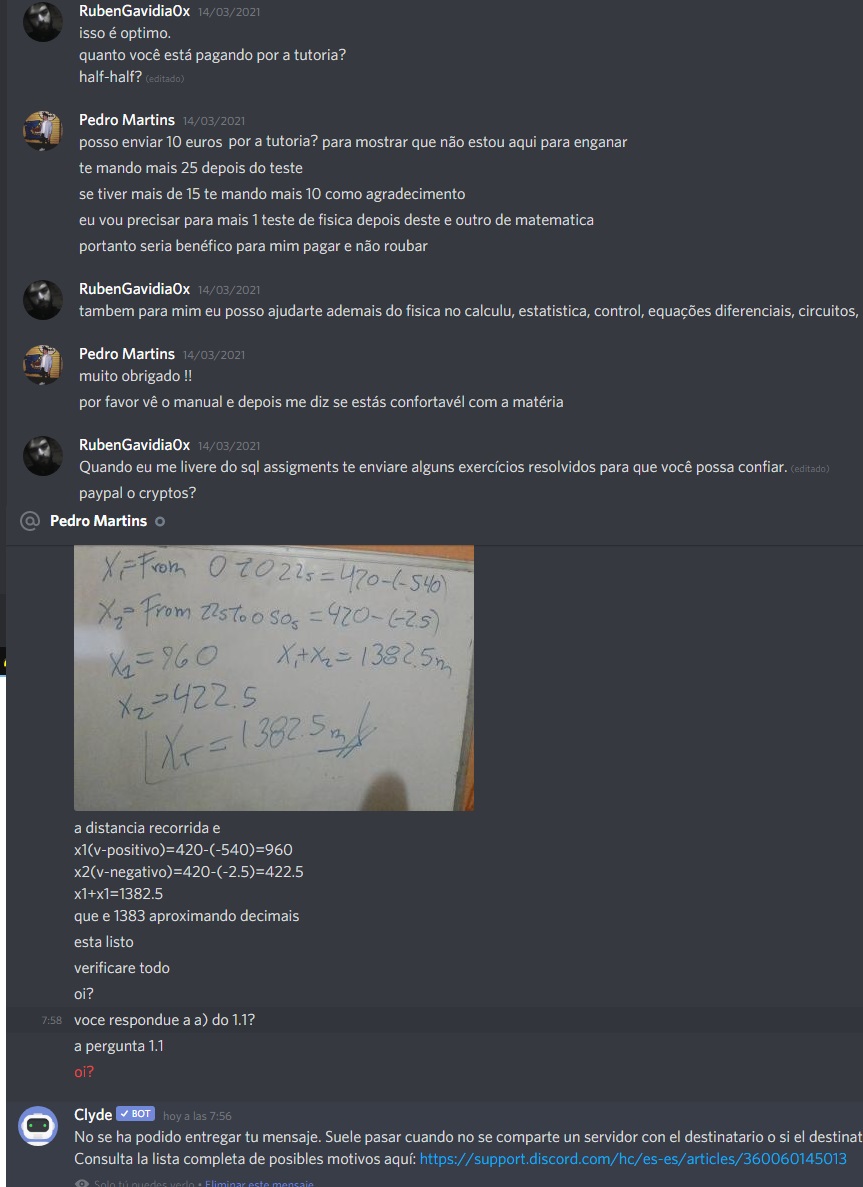 RubenGavidia0x 14/03/2021
isso é optimo.
quanto você está pagando por a tutoria?
half-half? (editado)
Pedro Martins 14/03/2021
posso enviar 10 euros por a tutoria? para mostrar que não estou aqui para enganar
te mando mais 25 depois do teste
se tiver mais de 15 te mando mais 10 como agradecimento
eu vou precisar para mais 1 teste de fisica depois deste e outro de matematica
portanto seria benéfico para mim pagar e não roubar
RubenGavidia0x 14/03/2021
tambem para mim eu posso ajudarte ademais do fisica no calculu, estatistica, control, equações diferenciais, circuitos,
Pedro Martins 14/03/2021
muito obrigado !!
por favor vê o manual e depois me diz se estás confortavél com a matéria
RubenGavidia0x 14/03/2021
Quando eu me livere do sql assigments te enviare alguns exercícios resolvidos para que você possa confiar. (editado)
paypal o cryptos?
@ Pedro Martins
X₁=From 0 to 22s=420-(-540)
X₂=From 22s to 0 50s=420-(-2.5)
X₁=960 X₁+X₂=1382.5m
X₂=422.5
X_T=1382.5m
a distancia recorrida e
x1(v-positivo)=420-(-540)=960
x2(v-negativo)=420-(-2.5)=422.5
x1+x1=1382.5
que e 1383 aproximando decimais
esta listo
verificare todo
oi?
7:58 voce respondue a a) do 1.1?
a pergunta 1.1
oi?
Clyde ✓ BOT hoy a las 7:56
No se ha podido entregar tu mensaje. Suele pasar cuando no se comparte un servidor con el destinatario o si el destinat
Consulta la lista completa de posibles motivos aquí: https://support.discord.com/hc/es-es/articles/360060145013
Solo tú puedes verlo • Eliminar este mensaje